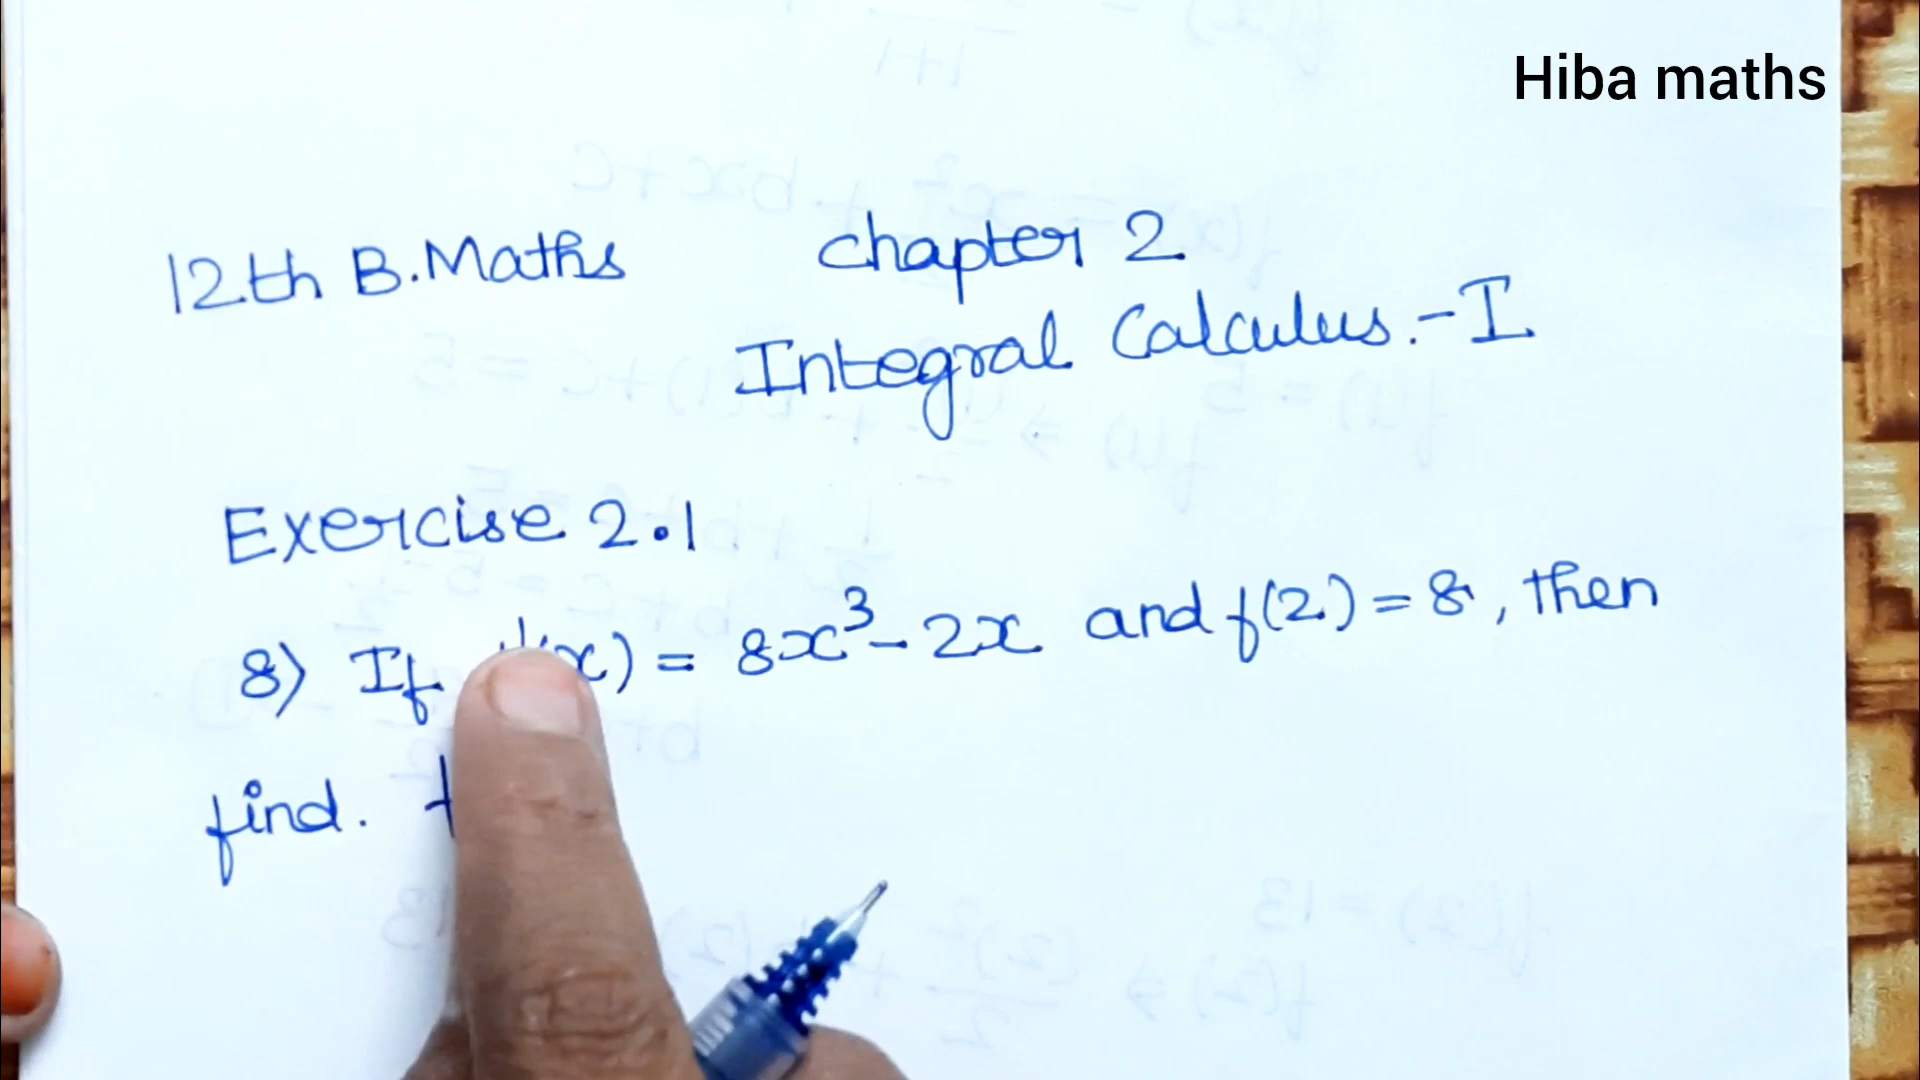 Hiba maths
12th B.Maths chapter 2
Integral Calculus.-I
Exercise 2.1
8) If (x) = 8x³ - 2x and f(2) = 8, then
find.